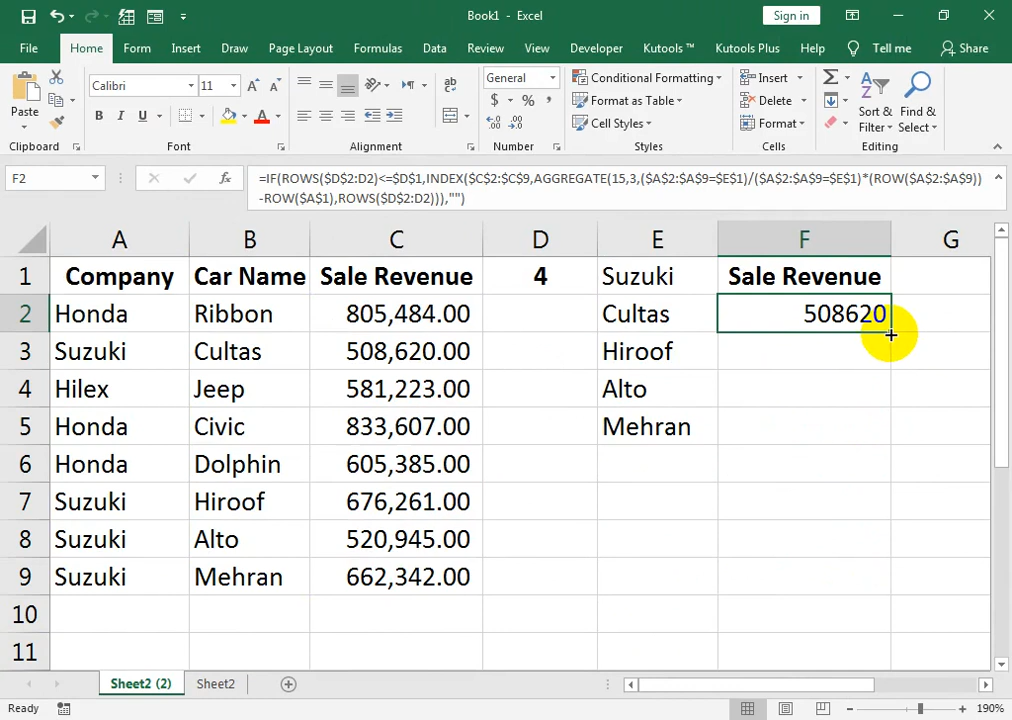 Book1 - Excel
Sign in
File Home Form Insert Draw Page Layout Formulas Data Review View Developer Kutools ™ Kutools Plus Help Tell me Share
Paste
Calibri 11
B I U
A
ab
General
$ % ,
Conditional Formatting
Format as Table
Cell Styles
Insert
Delete
Format
Sort & Filter
Find & Select
Clipboard Font Alignment Number Styles Cells Editing
F2 fx =IF(ROWS($D$2:D2)<=$D$1,INDEX($C$2:$C$9,AGGREGATE(15,3,($A$2:$A$9=$E$1)/($A$2:$A$9=$E$1)*(ROW($A$2:$A$9))
-ROW($A$1),ROWS($D$2:D2))),"")
A B C D E F G
1 Company Car Name Sale Revenue 4 Suzuki Sale Revenue
2 Honda Ribbon 805,484.00 Cultas 508620
3 Suzuki Cultas 508,620.00 Hiroof
4 Hilex Jeep 581,223.00 Alto
5 Honda Civic 833,607.00 Mehran
6 Honda Dolphin 605,385.00
7 Suzuki Hiroof 676,261.00
8 Suzuki Alto 520,945.00
9 Suzuki Mehran 662,342.00
10
11
Sheet2 (2) Sheet2
Ready 190%